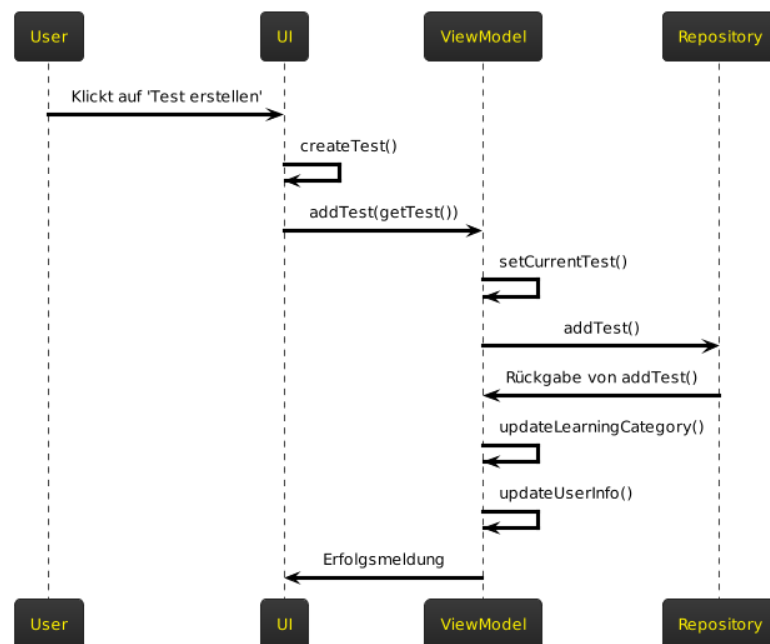 User
UI
ViewModel
Repository
Klickt auf 'Test erstellen'
createTest()
addTest(getTest())
setCurrentTest()
addTest()
Rückgabe von addTest()
updateLearningCategory()
updateUserInfo()
Erfolgsmeldung
User
UI
ViewModel
Repository